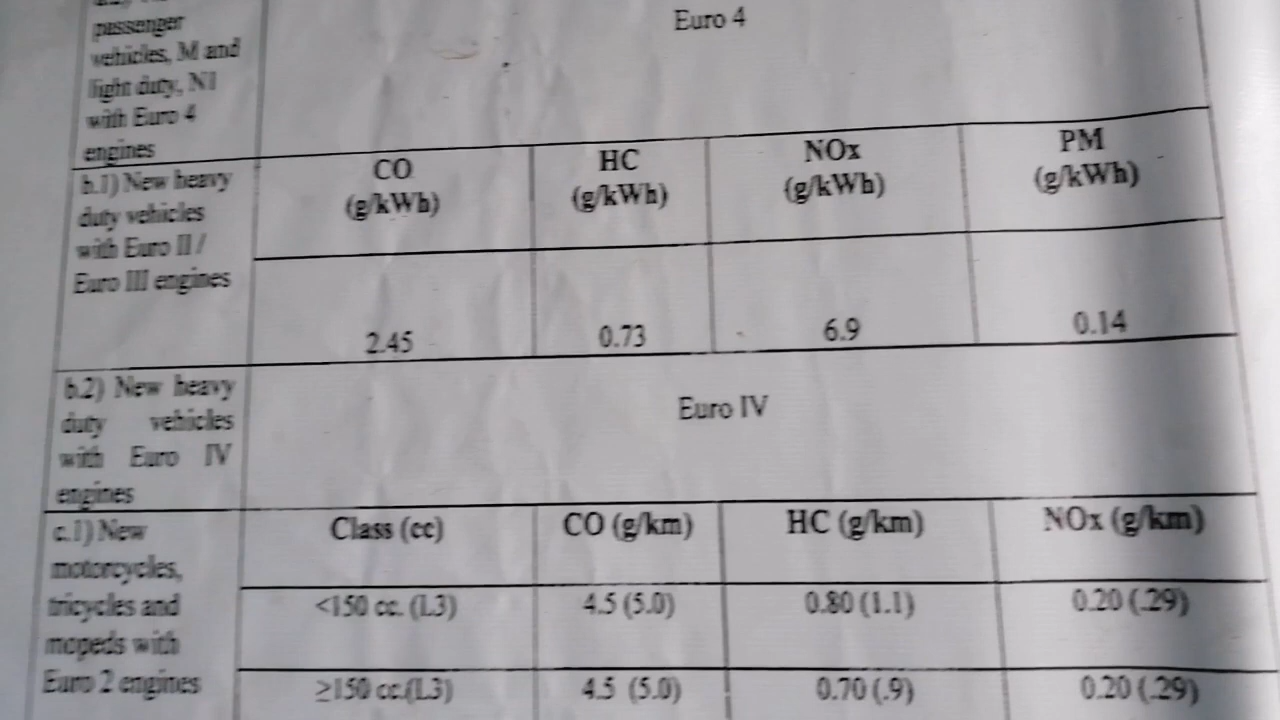 passenger
vehicles, M and
light duty, N1
with Euro 4
engines
Euro 4
b.1) New heavy
duty vehicles
with Euro II /
Euro III engines
CO
(g/kWh)
HC
(g/kWh)
NOx
(g/kWh)
PM
(g/kWh)
2.45
0.73
6.9
0.14
b.2) New heavy
duty vehicles
with Euro IV
engines
Euro IV
c.1) New
motorcycles,
tricycles and
mopeds with
Euro 2 engines
Class (cc)
CO (g/km)
HC (g/km)
NOx (g/km)
<150 cc. (L3)
4.5 (5.0)
0.80 (1.1)
0.20 (.29)
≥150 cc.(L3)
4.5 (5.0)
0.70 (.9)
0.20 (.29)